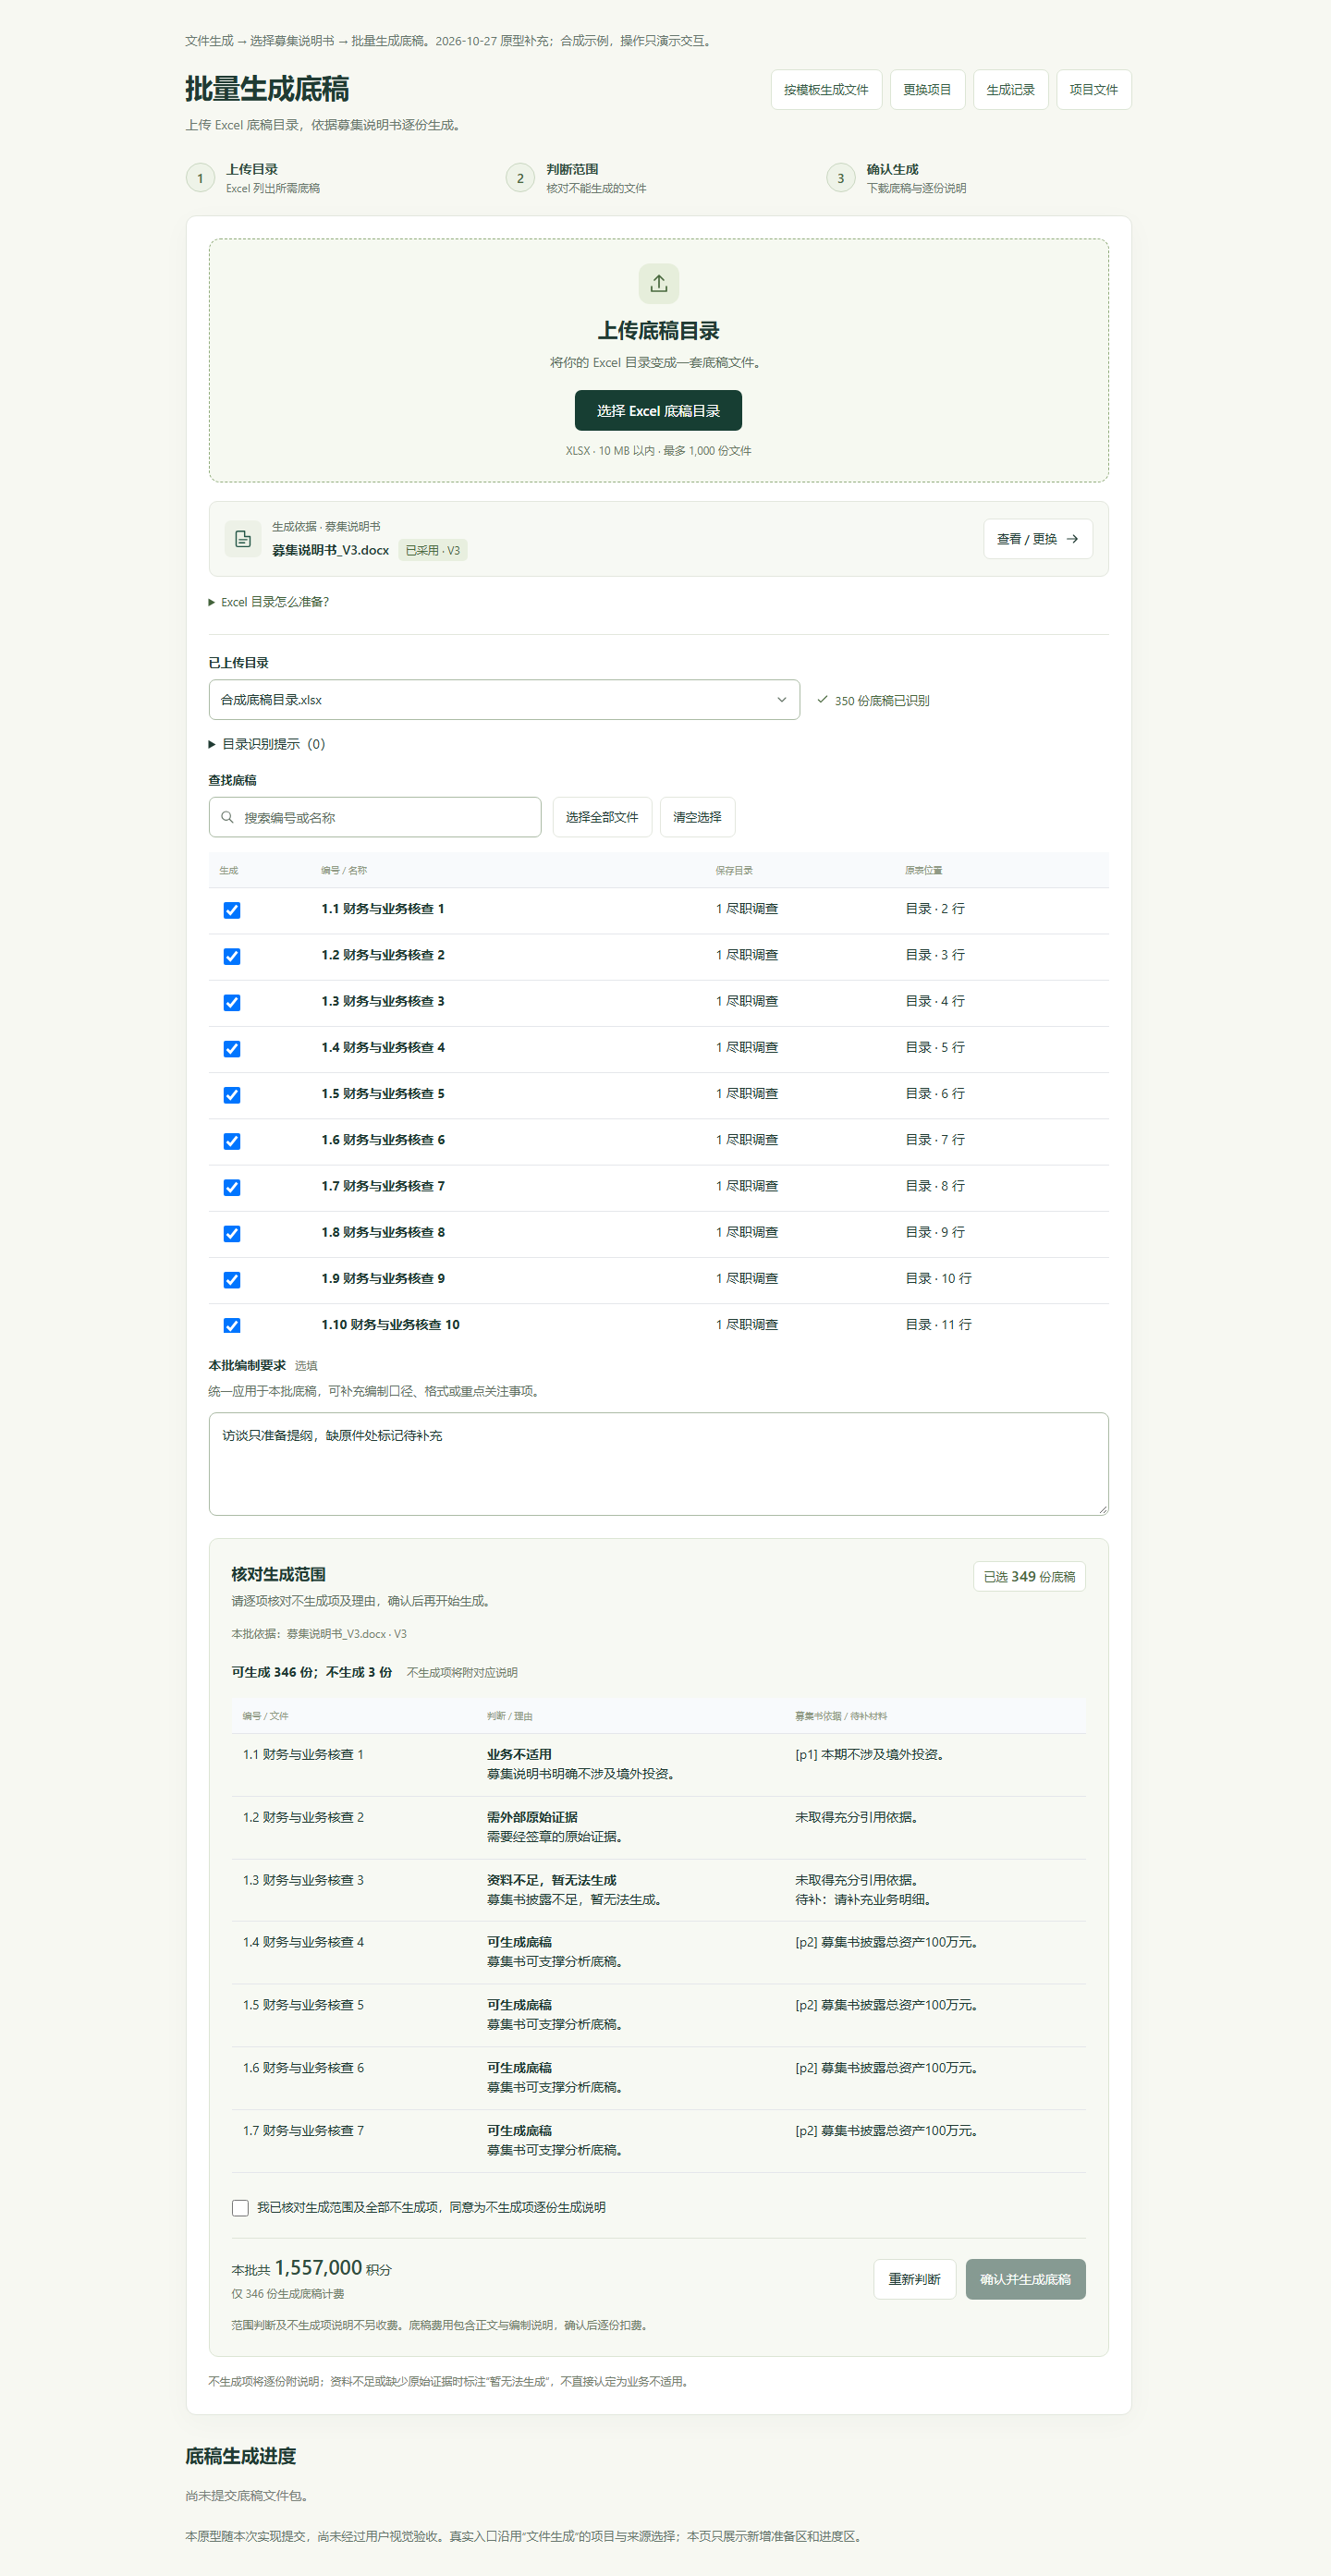 文件生成 → 选择募集说明书 → 批量生成底稿。2026-10-27 原型补充；合成示例，操作只演示交互。
批量生成底稿
按模板生成文件
更换项目
生成记录
项目文件
上传 Excel 底稿目录，依据募集说明书逐份生成。
1
上传目录
Excel 列出所需底稿
2
判断范围
核对不能生成的文件
3
确认生成
下载底稿与逐份说明
上传底稿目录
将你的 Excel 目录变成一套底稿文件。
选择 Excel 底稿目录
XLSX · 10 MB 以内 · 最多 1,000 份文件
生成依据 · 募集说明书
募集说明书_V3.docx 已采用 · V3
查看 / 更换 →
Excel 目录怎么准备？
已上传目录
合成底稿目录.xlsx
350 份底稿已识别
目录识别提示（0）
查找底稿
搜索编号或名称
选择全部文件
清空选择
生成 编号 / 名称 保存目录 原表位置
1.1 财务与业务核查 1 1 尽职调查 目录 · 2 行
1.2 财务与业务核查 2 1 尽职调查 目录 · 3 行
1.3 财务与业务核查 3 1 尽职调查 目录 · 4 行
1.4 财务与业务核查 4 1 尽职调查 目录 · 5 行
1.5 财务与业务核查 5 1 尽职调查 目录 · 6 行
1.6 财务与业务核查 6 1 尽职调查 目录 · 7 行
1.7 财务与业务核查 7 1 尽职调查 目录 · 8 行
1.8 财务与业务核查 8 1 尽职调查 目录 · 9 行
1.9 财务与业务核查 9 1 尽职调查 目录 · 10 行
1.10 财务与业务核查 10 1 尽职调查 目录 · 11 行
本批编制要求 选填
统一应用于本批底稿，可补充编制口径、格式或重点关注事项。
访谈只准备提纲，缺原件处标记待补充
核对生成范围
已选 349 份底稿
请逐项核对不生成项及理由，确认后再开始生成。
本批依据：募集说明书_V3.docx · V3
可生成 346 份；不生成 3 份 不生成项将附对应说明
编号 / 文件 判断 / 理由 募集书依据 / 待补材料
1.1 财务与业务核查 1 业务不适用 [p1] 本期不涉及境外投资。
募集说明书明确不涉及境外投资。
1.2 财务与业务核查 2 需外部原始证据 未取得充分引用依据。
需要经签章的原始证据。
1.3 财务与业务核查 3 资料不足，暂无法生成 未取得充分引用依据。
募集书披露不足，暂无法生成。 待补：请补充业务明细。
1.4 财务与业务核查 4 可生成底稿 [p2] 募集书披露总资产100万元。
募集书可支撑分析底稿。
1.5 财务与业务核查 5 可生成底稿 [p2] 募集书披露总资产100万元。
募集书可支撑分析底稿。
1.6 财务与业务核查 6 可生成底稿 [p2] 募集书披露总资产100万元。
募集书可支撑分析底稿。
1.7 财务与业务核查 7 可生成底稿 [p2] 募集书披露总资产100万元。
募集书可支撑分析底稿。
我已核对生成范围及全部不生成项，同意为不生成项逐份生成说明
本批共 1,557,000 积分
仅 346 份生成底稿计费
重新判断
确认并生成底稿
范围判断及不生成项说明不另收费。底稿费用包含正文与编制说明，确认后逐份扣费。
不生成项将逐份附说明；资料不足或缺少原始证据时标注“暂无法生成”，不直接认定为业务不适用。
底稿生成进度
尚未提交底稿文件包。
本原型随本次实现提交，尚未经过用户视觉验收。真实入口沿用“文件生成”的项目与来源选择；本页只展示新增准备区和进度区。